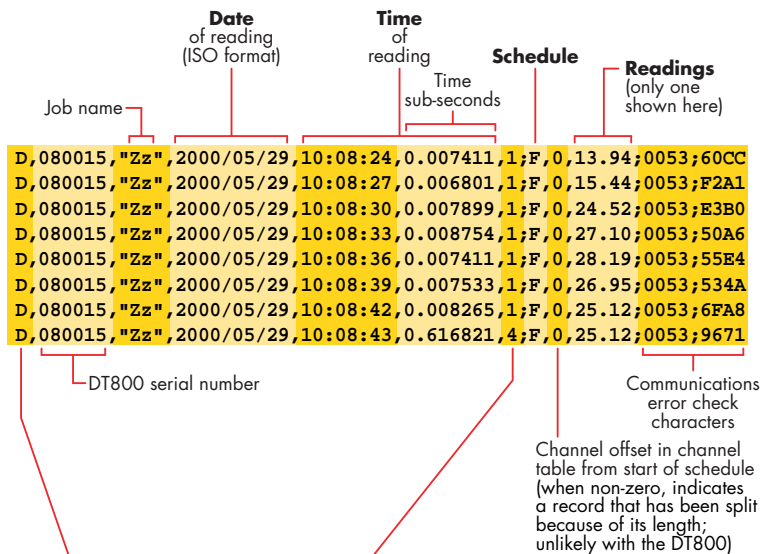 Date
of reading
(ISO format)
Time
of
reading
Schedule
Readings
(only one
shown here)
Job name
Time
sub-seconds
D,080015,"Zz",2000/05/29,10:08:24,0.007411,1;F,0,13.94;0053;60CC
D,080015,"Zz",2000/05/29,10:08:27,0.006801,1;F,0,15.44;0053;F2A1
D,080015,"Zz",2000/05/29,10:08:30,0.007899,1;F,0,24.52;0053;E3B0
D,080015,"Zz",2000/05/29,10:08:33,0.008754,1;F,0,27.10;0053;50A6
D,080015,"Zz",2000/05/29,10:08:36,0.007411,1;F,0,28.19;0053;55E4
D,080015,"Zz",2000/05/29,10:08:39,0.007533,1;F,0,26.95;0053;534A
D,080015,"Zz",2000/05/29,10:08:42,0.008265,1;F,0,25.12;0053;6FA8
D,080015,"Zz",2000/05/29,10:08:43,0.616821,4;F,0,25.12;0053;9671
DT800 serial number
Communications
error check
characters
Channel offset in channel
table from start of schedule
(when non-zero, indicates
a record that has been split
because of its length;
unlikely with the DT800)